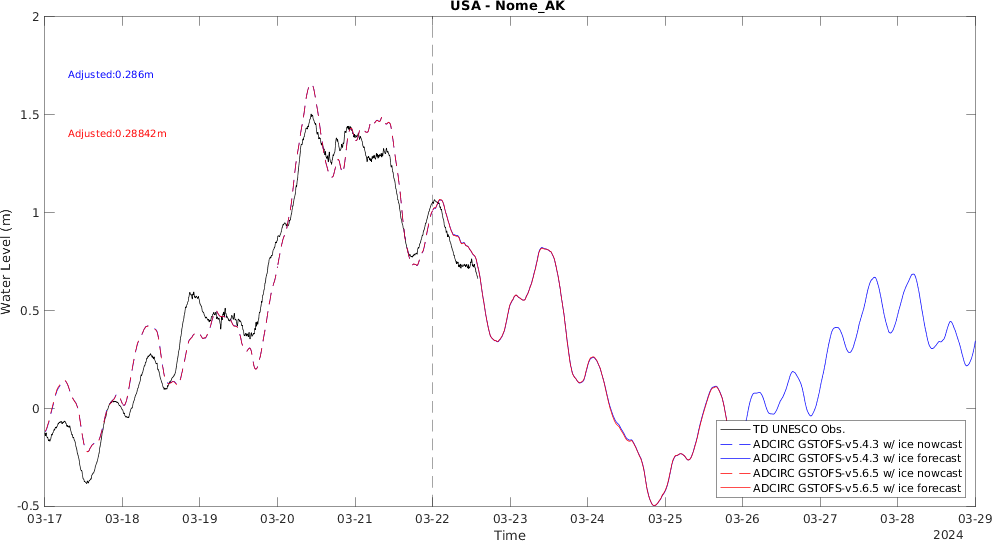 USA - Nome_AK
2
Adjusted:0.286m
1.5
Adjusted:0.28842m
1
Water Level (m)
0.5
0
TD UNESCO Obs.
ADCIRC GSTOFS-v5.4.3 w/ ice nowcast
ADCIRC GSTOFS-v5.4.3 w/ ice forecast
ADCIRC GSTOFS-v5.6.5 w/ ice nowcast
ADCIRC GSTOFS-v5.6.5 w/ ice forecast
-0.5
03-17 03-18 03-19 03-20 03-21 03-22 03-23 03-24 03-25 03-26 03-27 03-28 03-29
Time
2024